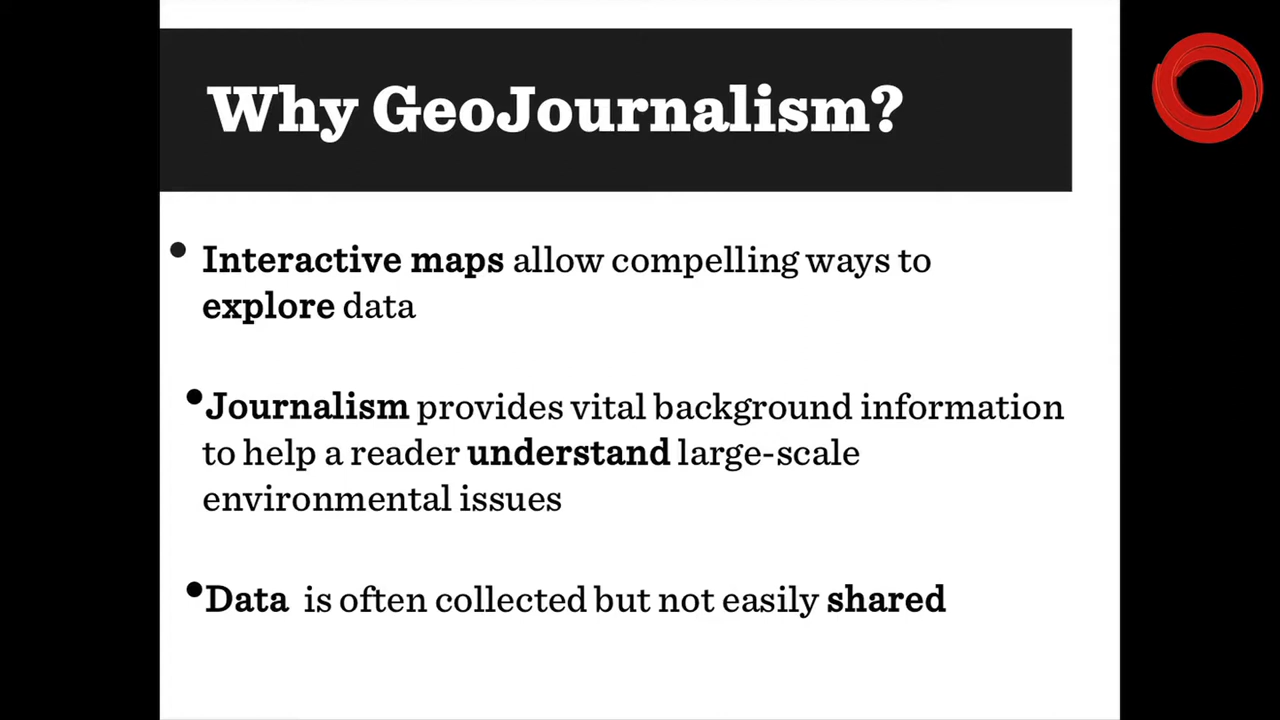 Why GeoJournalism?
• Interactive maps allow compelling ways to
explore data
•Journalism provides vital background information
to help a reader understand large-scale
environmental issues
•Data is often collected but not easily shared